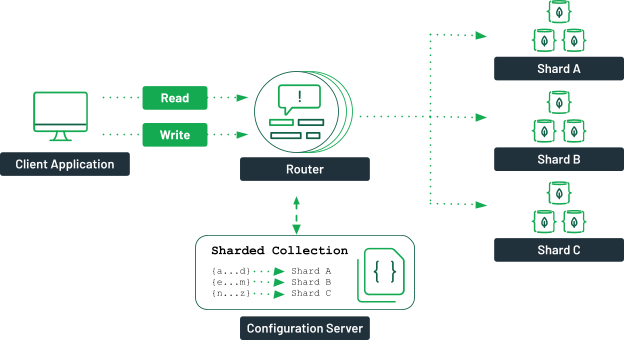 Shard A
Read
Write
Client Application
Router
Shard B
Shard C
!
Sharded Collection
{a...d} Shard A
{e...m} Shard B
{n...z} Shard C
{ }
Configuration Server